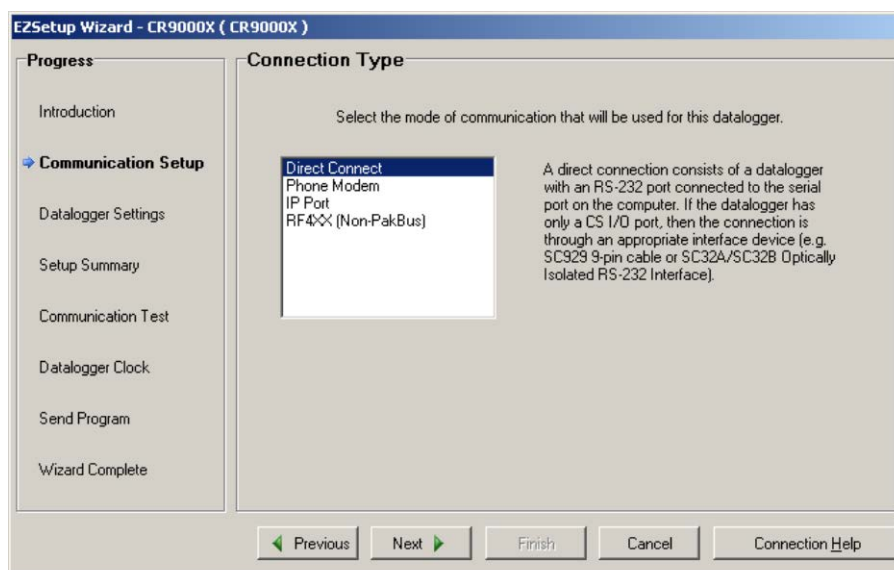 EZSetup Wizard - CR9000X ( CR9000X )
Progress
Introduction
Communication Setup
Datalogger Settings
Setup Summary
Communication Test
Datalogger Clock
Send Program
Wizard Complete
Connection Type
Select the mode of communication that will be used for this datalogger.
Direct Connect
Phone Modem
IP Port
RF4XX (Non-PakBus)
A direct connection consists of a datalogger
with an RS-232 port connected to the serial
port on the computer. If the datalogger has
only a CS I/O port, then the connection is
through an appropriate interface device (e.g.
SC929 9-pin cable or SC32A/SC32B Optically
Isolated RS-232 Interface).
Previous
Next
Finish
Cancel
Connection Help